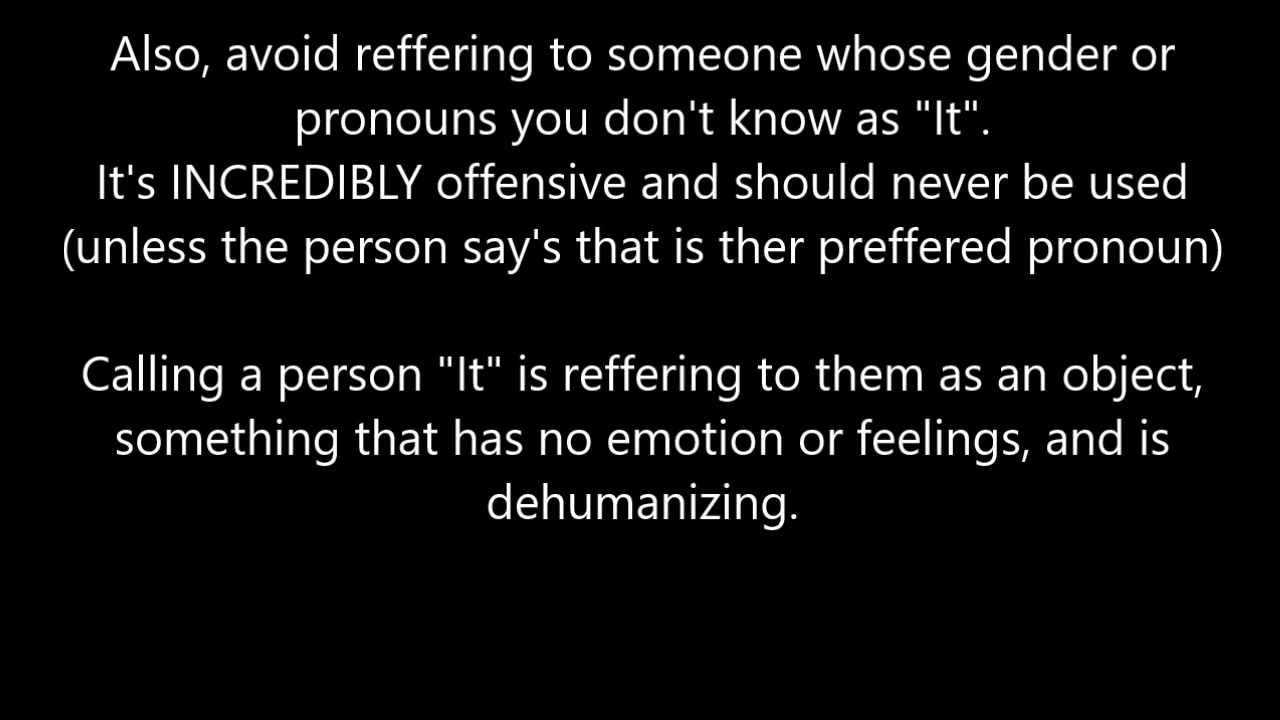 Also, avoid reffering to someone whose gender or
pronouns you don't know as "It".
It's INCREDIBLY offensive and should never be used
(unless the person say's that is ther preffered pronoun)
Calling a person "It" is reffering to them as an object,
something that has no emotion or feelings, and is
dehumanizing.